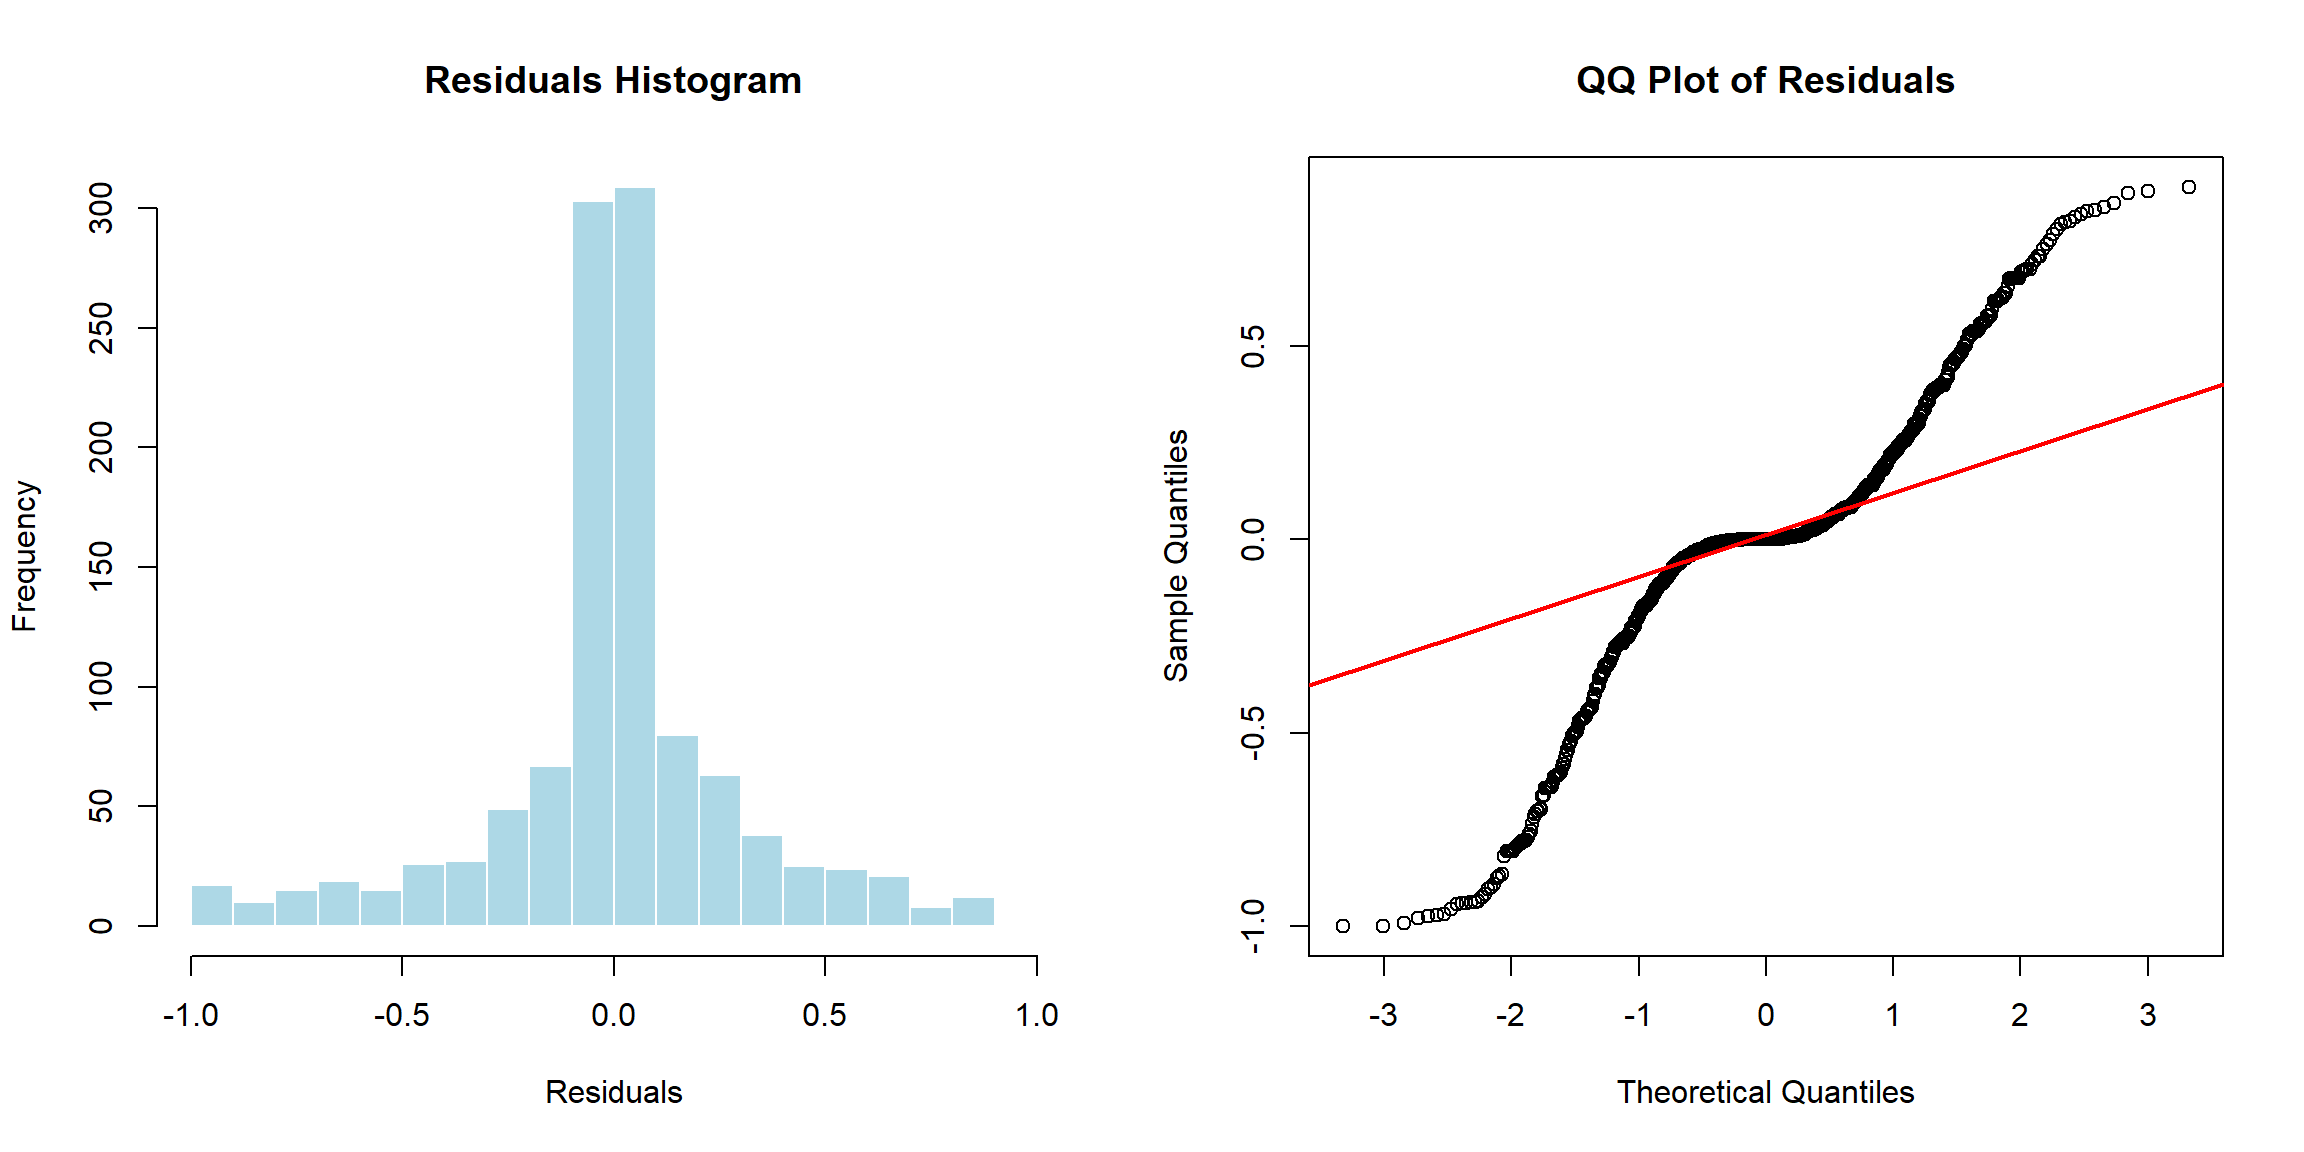 Residuals Histogram
Frequency
300
250
200
150
100
50
0
-1.0 -0.5 0.0 0.5 1.0
Residuals
QQ Plot of Residuals
Sample Quantiles
0.5
0.0
-0.5
-1.0
-3 -2 -1 0 1 2 3
Theoretical Quantiles